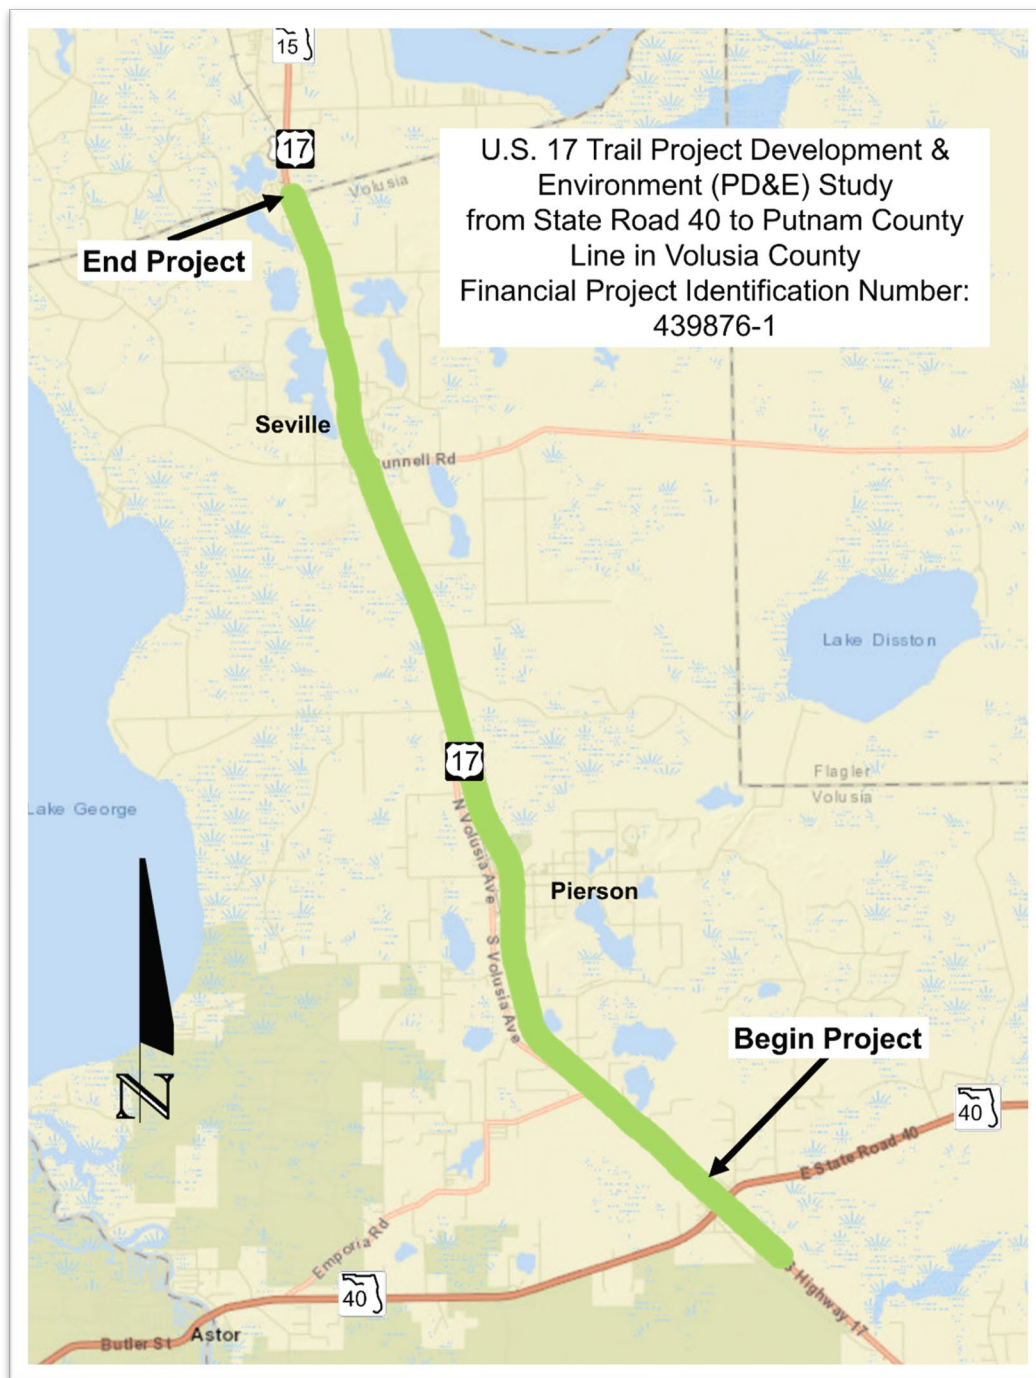 15
17
Volusia
U.S. 17 Trail Project Development &
Environment (PD&E) Study
from State Road 40 to Putnam County
Line in Volusia County
Financial Project Identification Number:
439876-1
End Project
Seville
unnell Rd
Lake Disston
17
Flagler
Volusia
Lake George
N Volusia Ave
Pierson
S Volusia Ave
Begin Project
N
40
E State Road 40
Emporia Rd
40
S Highway 17
Astor
Butler St